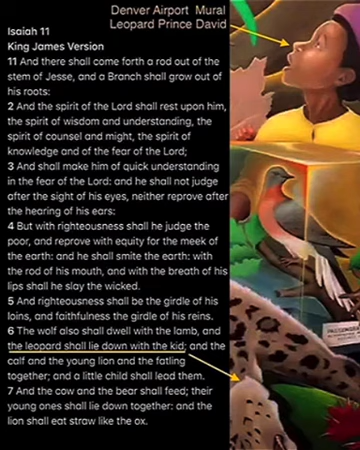 Denver Airport Mural
Leopard Prince David
Isaiah 11
King James Version
11 And there shall come forth a rod out of the
stem of Jesse, and a Branch shall grow out of
his roots:
2 And the spirit of the Lord shall rest upon him,
the spirit of wisdom and understanding, the
spirit of counsel and might, the spirit of
knowledge and of the fear of the Lord;
3 And shall make him of quick understanding
in the fear of the Lord: and he shall not judge
after the sight of his eyes, neither reprove after
the hearing of his ears:
4 But with righteousness shall he judge the
poor, and reprove with equity for the meek of
the earth: and he shall smite the earth: with
the rod of his mouth, and with the breath of his
lips shall he slay the wicked.
5 And righteousness shall be the girdle of his
loins, and faithfulness the girdle of his reins.
6 The wolf also shall dwell with the lamb, and
the leopard shall lie down with the kid; and the
calf and the young lion and the fatling
together; and a little child shall lead them.
7 And the cow and the bear shall feed; their
young ones shall lie down together: and the
lion shall eat straw like the ox.